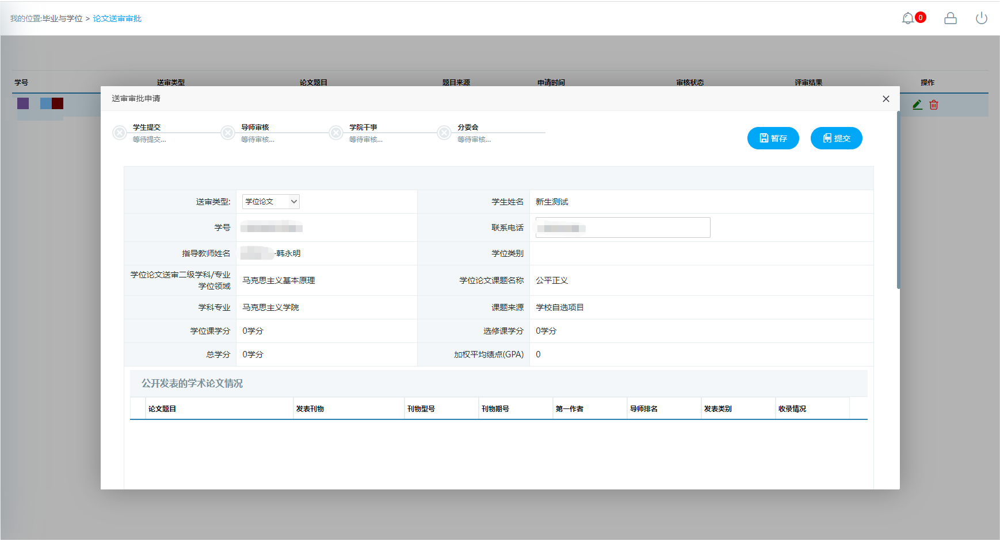 我的位置:毕业与学位 > 论文送审审批
0
学号 送审类型 论文题目 题目来源 申请时间 审核状态 评审结果 操作
送审审批申请
学生提交 导师审核 学院干事 分委会
等待提交... 等待审核... 等待审核... 等待审核...
暂存 提交
送审类型: 学位论文 学生姓名 新生测试
学号 联系电话
指导教师姓名 -韩永明 学位类别
学位论文送审二级学科/专业
学位领域 马克思主义基本原理 学位论文课题名称 公平正义
学科专业 马克思主义学院 课题来源 学校自选项目
学位课学分 0学分 选修课学分 0学分
总学分 0学分 加权平均绩点(GPA) 0
公开发表的学术论文情况
论文题目 发表刊物 刊物型号 刊物期号 第一作者 导师排名 发表类别 收录情况